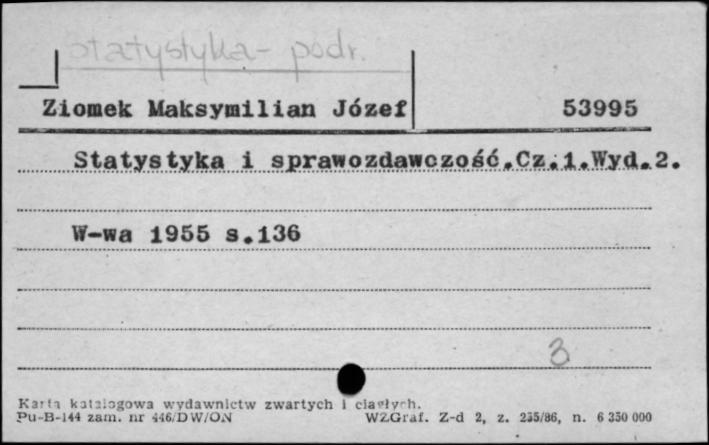 statystyka - podr.
Ziomek Maksymilian Józef 53995
Statystyka i sprawozdawczość.Cz.1.Wyd.2.
W-wa 1955 s.136
3
Karta katalogowa wydawnictw zwartych i ciągłych.
Pu-B-144 zam. nr 446/DW/ON WZGraf. Z-d 2, z. 235/86, n. 6 350 000